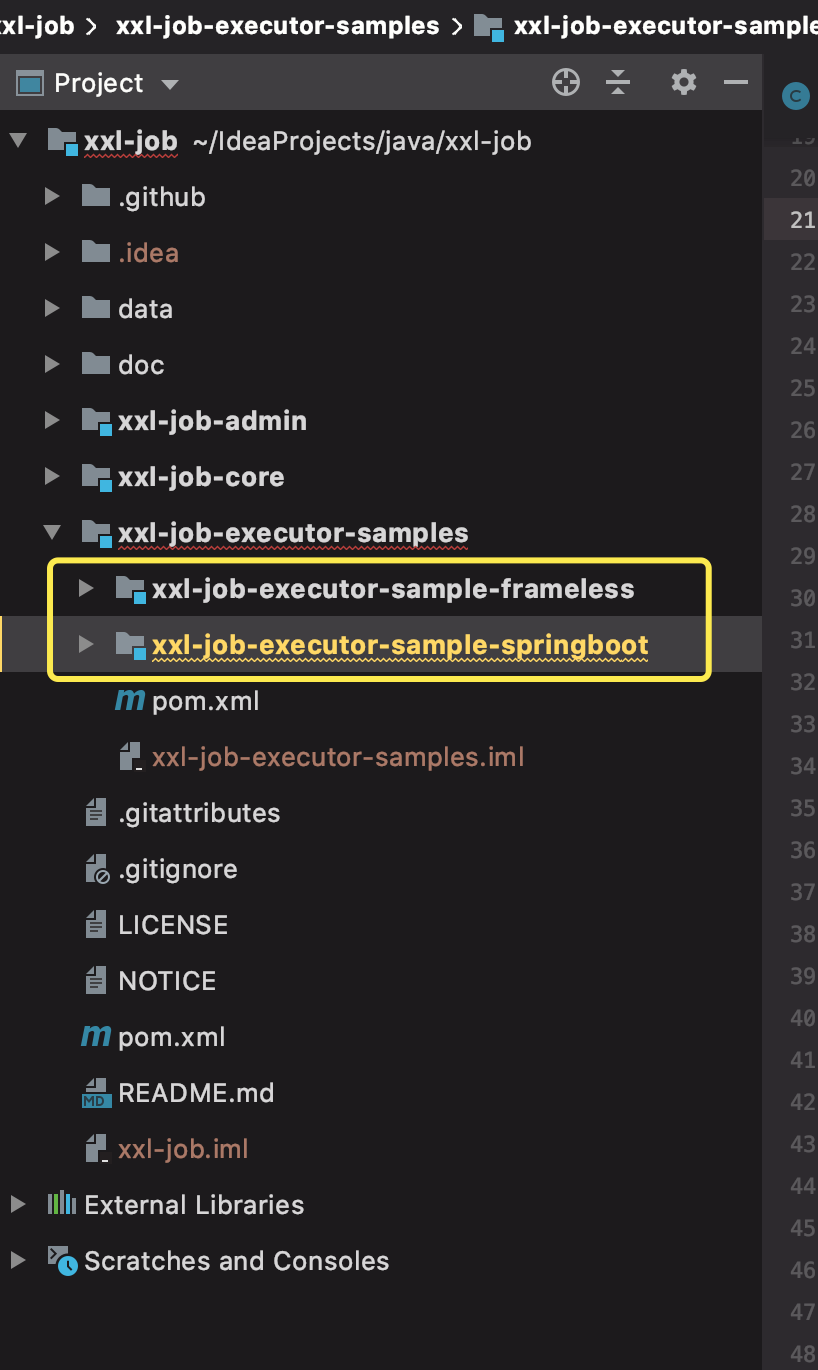 xxl-job > xxl-job-executor-samples > xxl-job-executor-sample
Project
xxl-job ~/IdeaProjects/java/xxl-job
.github
.idea
data
doc
xxl-job-admin
xxl-job-core
xxl-job-executor-samples
xxl-job-executor-sample-frameless
xxl-job-executor-sample-springboot
m pom.xml
xxl-job-executor-samples.iml
.gitattributes
.gitignore
LICENSE
NOTICE
m pom.xml
MD README.md
xxl-job.iml
External Libraries
Scratches and Consoles
C
19
20
21
22
23
24
25
26
27
28
29
30
31
32
33
34
35
36
37
38
39
40
41
42
43
44
45
46
47
48